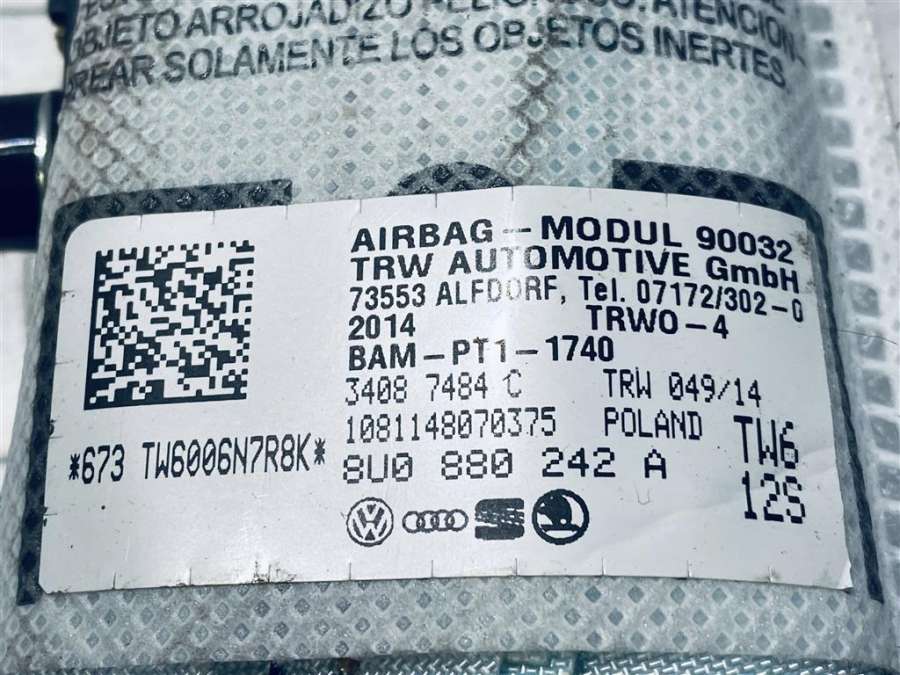 OBJETO ARROJADIZO PELIGROSO. ATENCION-
CREAR SOLAMENTE LOS OBJETOS INERTES
AIRBAG-MODUL 90032
TRW AUTOMOTIVE GmbH
73553 ALFDORF, Tel. 07172/302-0
2014 TRWO-4
BAM-PT1-1740
3408 7484 C TRW 049/14
1081148070375 POLAND
*673 TW6006N7R8K* 8U0 880 242 A
TW6
12S